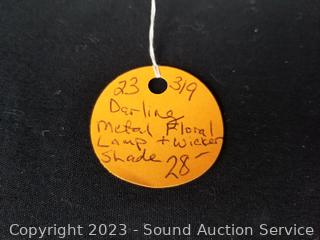 23 319
Darling
Metal Floral
Lamp + Wicker
Shade 28-
Copyright 2023 - Sound Auction Service